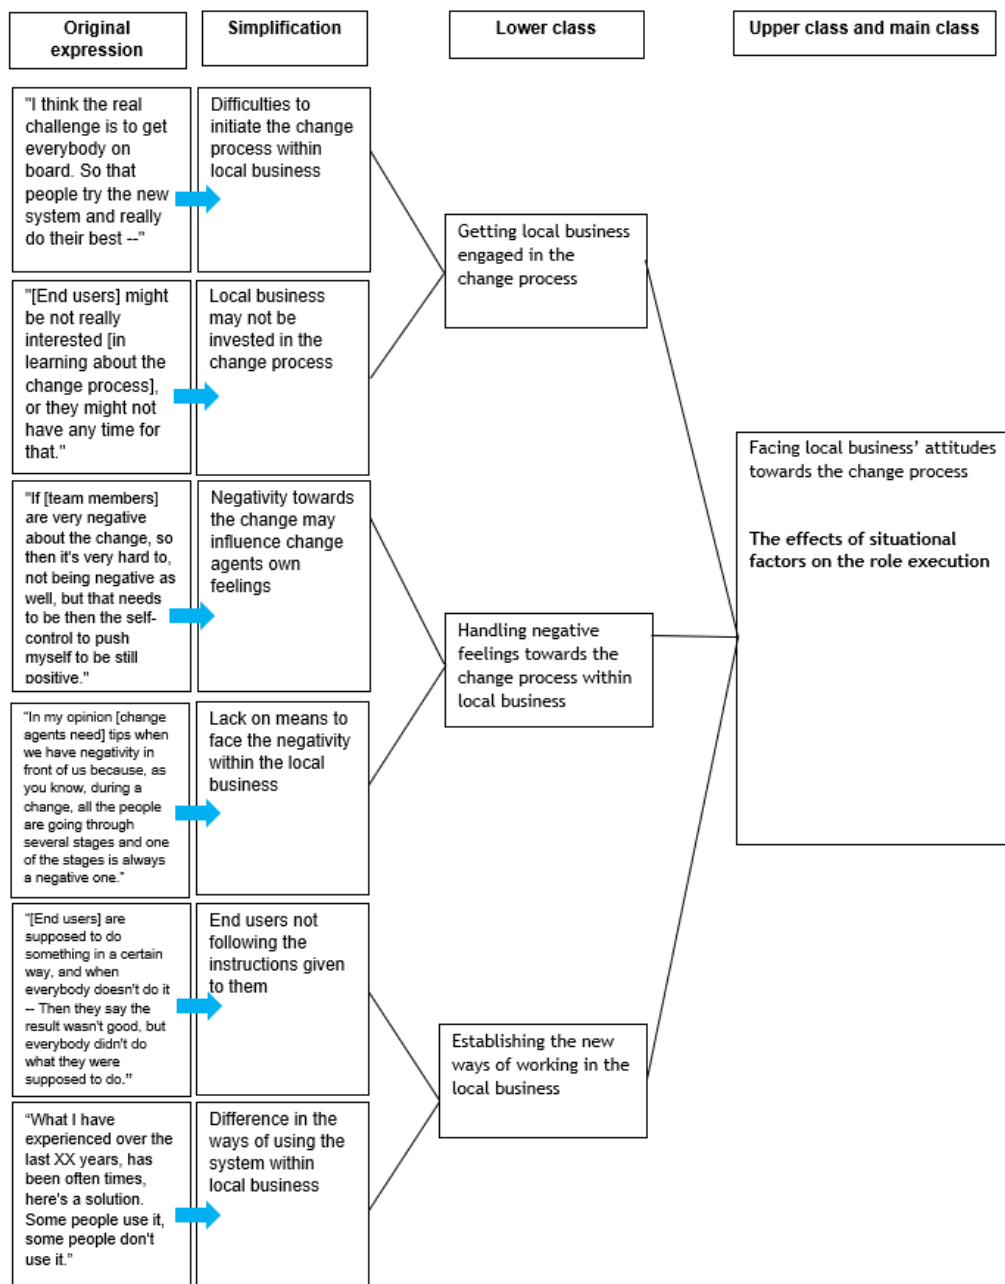 Original
expression
Simplification
Lower class
Upper class and main class
"I think the real
challenge is to get
everybody on
board. So that
people try the new
system and really
do their best --"
Difficulties to
initiate the change
process within
local business
Getting local business
engaged in the
change process
"[End users] might
be not really
interested [in
learning about the
change process],
or they might not
have any time for
that."
Local business
may not be
invested in the
change process
Facing local business’ attitudes
towards the change process
The effects of situational
factors on the role execution
"If [team members]
are very negative
about the change, so
then it's very hard to,
not being negative as
well, but that needs
to be then the self-
control to push
myself to be still
positive."
Negativity towards
the change may
influence change
agents own
feelings
Handling negative
feelings towards the
change process within
local business
“In my opinion [change
agents need] tips when
we have negativity in
front of us because, as
you know, during a
change, all the people
are going through
several stages and one
of the stages is always
a negative one.”
Lack on means to
face the negativity
within the local
business
“[End users] are
supposed to do
something in a certain
way, and when
everybody doesn't do it
-- Then they say the
result wasn't good, but
everybody didn't do
what they were
supposed to do.”
End users not
following the
instructions given
to them
Establishing the new
ways of working in the
local business
“What I have
experienced over the
last XX years, has
been often times,
here's a solution.
Some people use it,
some people don't
use it.”
Difference in the
ways of using the
system within
local business